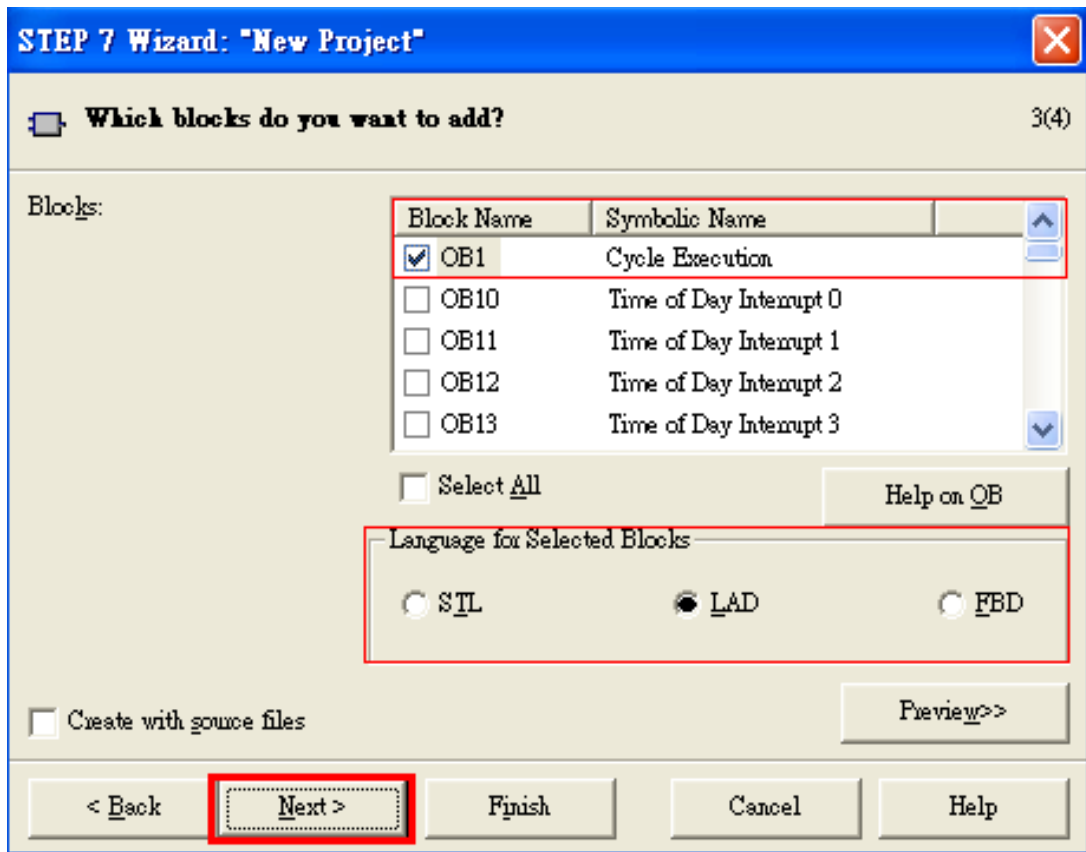 STEP 7 Wizard: "New Project"
Which blocks do you want to add?
3(4)
Blocks:
Block Name Symbolic Name
OB1 Cycle Execution
OB10 Time of Day Interrupt 0
OB11 Time of Day Interrupt 1
OB12 Time of Day Interrupt 2
OB13 Time of Day Interrupt 3
Select All
Help on OB
Language for Selected Blocks
STL LAD FBD
Create with source files
Preview>>
< Back Next > Finish Cancel Help